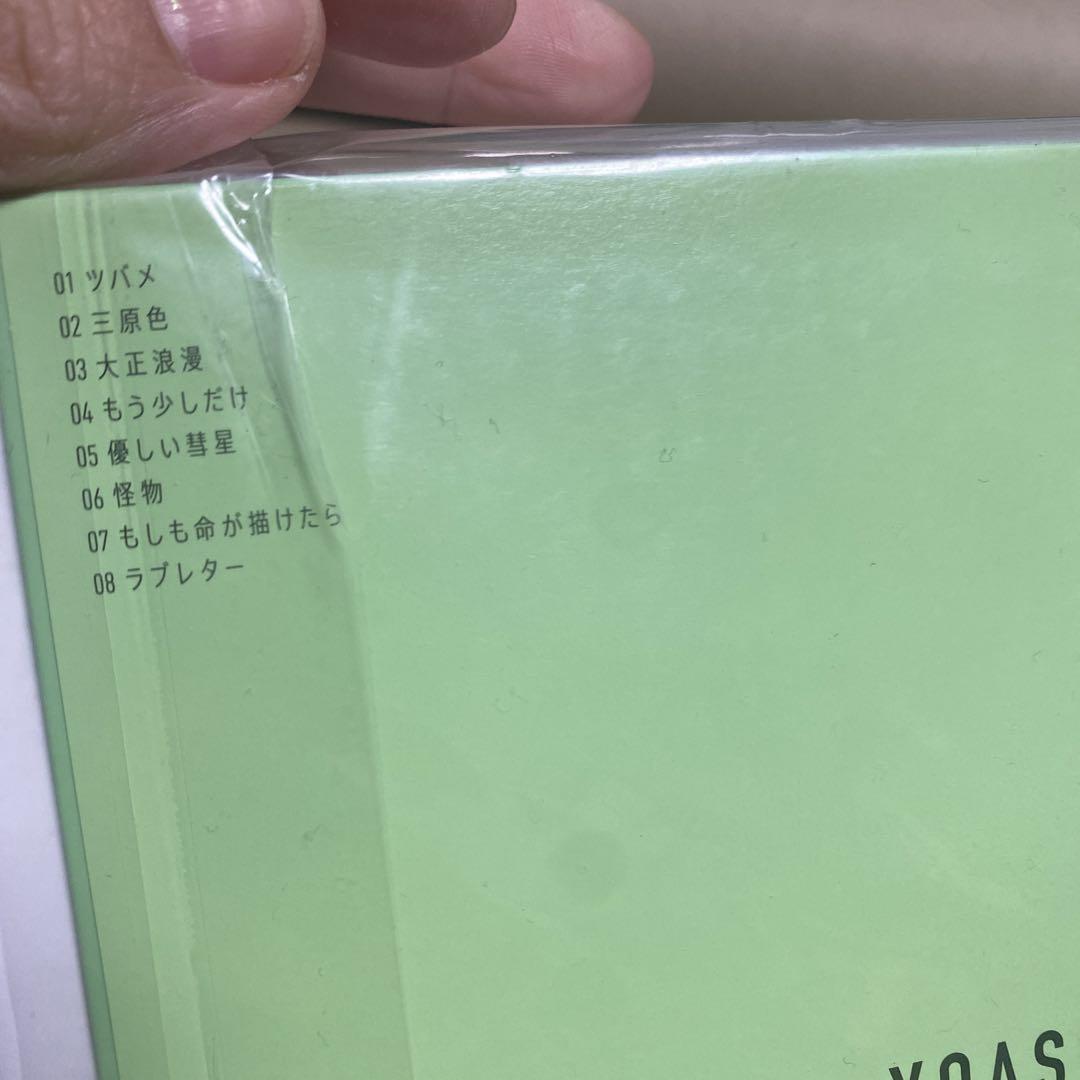 01 ツバメ
02 三原色
03 大正浪漫
04 もう少しだけ
05 優しい彗星
06 怪物
07 もしも命が描けたら
08 ラブレター
YOAS